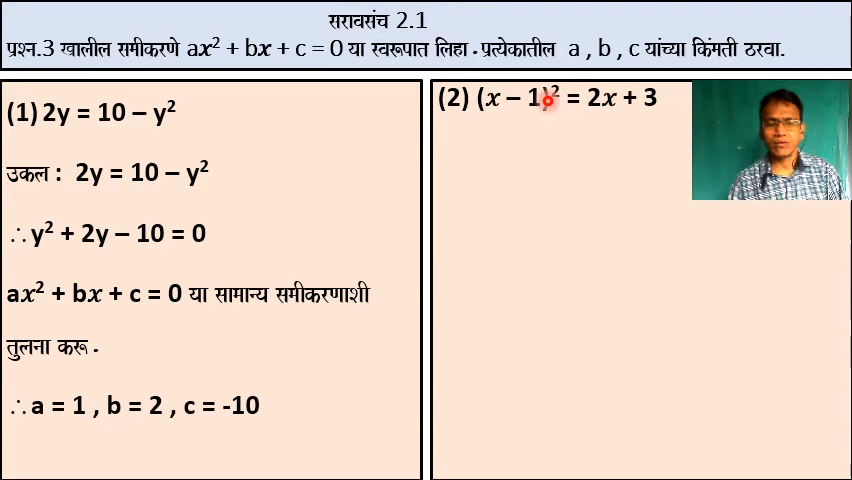 सरावसंच 2.1
प्रश्न.3 खालील समीकरणे ax² + bx + c = 0 या स्वरूपात लिहा . प्रत्येकातील a , b , c यांच्या किंमती ठरवा.
(1) 2y = 10 – y²
उकल : 2y = 10 – y²
∴ y² + 2y – 10 = 0
ax² + bx + c = 0 या सामान्य समीकरणाशी
तुलना करू .
∴ a = 1 , b = 2 , c = -10
(2) (x – 1)² = 2x + 3